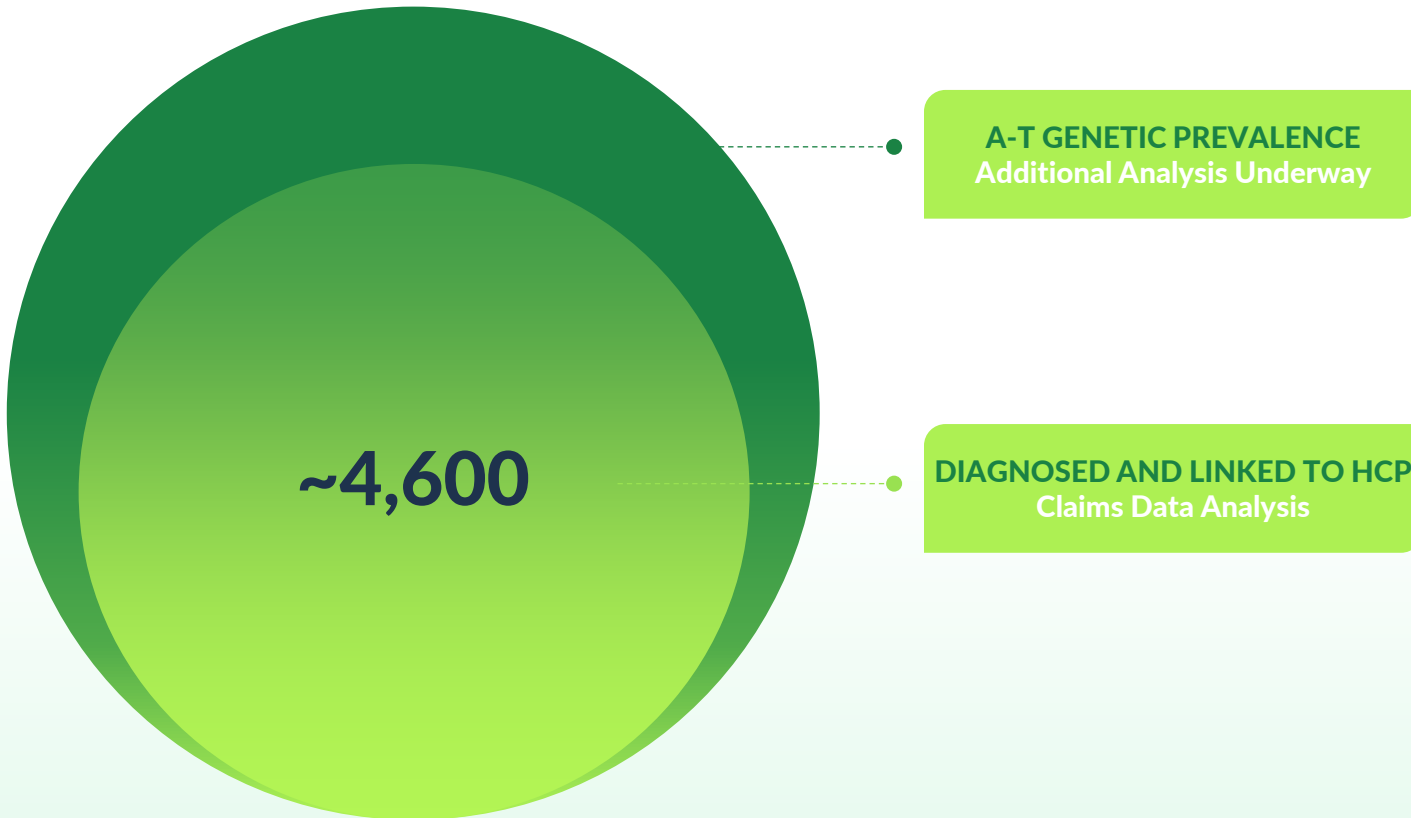 A-T GENETIC PREVALENCE
Additional Analysis Underway
~4,600
DIAGNOSED AND LINKED TO HCP
Claims Data Analysis